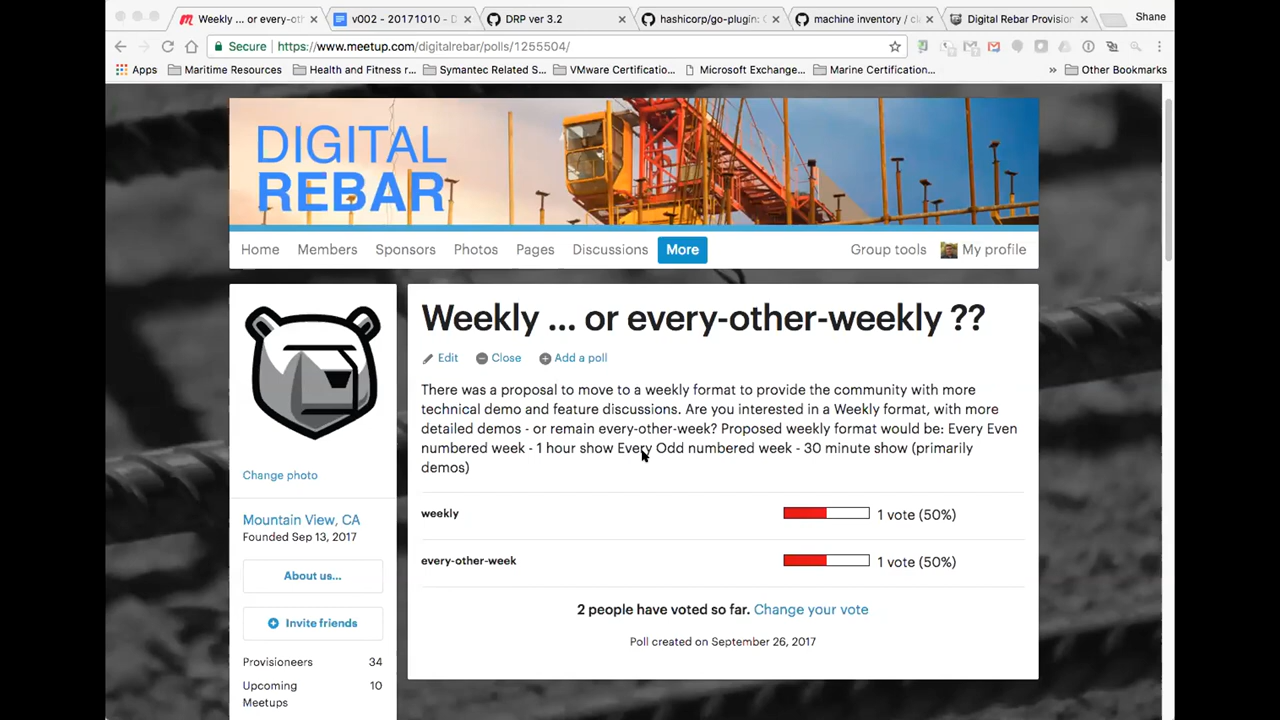 Weekly ... or every-oth
v002 - 20171010 - D
DRP ver 3.2
hashicorp/go-plugin: G
machine inventory / cl
Digital Rebar Provision
Shane
Secure
https://www.meetup.com/digitalrebar/polls/1255504/
Apps
Maritime Resources
Health and Fitness r...
Symantec Related S...
VMware Certificatio...
Microsoft Exchange...
Marine Certification...
»
Other Bookmarks
DIGITAL
REBAR
Home
Members
Sponsors
Photos
Pages
Discussions
More
Group tools
My profile
Change photo
Mountain View, CA
Founded Sep 13, 2017
About us...
Invite friends
Provisioneers 34
Upcoming 10
Meetups
Weekly ... or every-other-weekly ??
Edit
Close
Add a poll
There was a proposal to move to a weekly format to provide the community with more
technical demo and feature discussions. Are you interested in a Weekly format, with more
detailed demos - or remain every-other-week? Proposed weekly format would be: Every Even
numbered week - 1 hour show Every Odd numbered week - 30 minute show (primarily
demos)
weekly
1 vote (50%)
every-other-week
1 vote (50%)
2 people have voted so far. Change your vote
Poll created on September 26, 2017